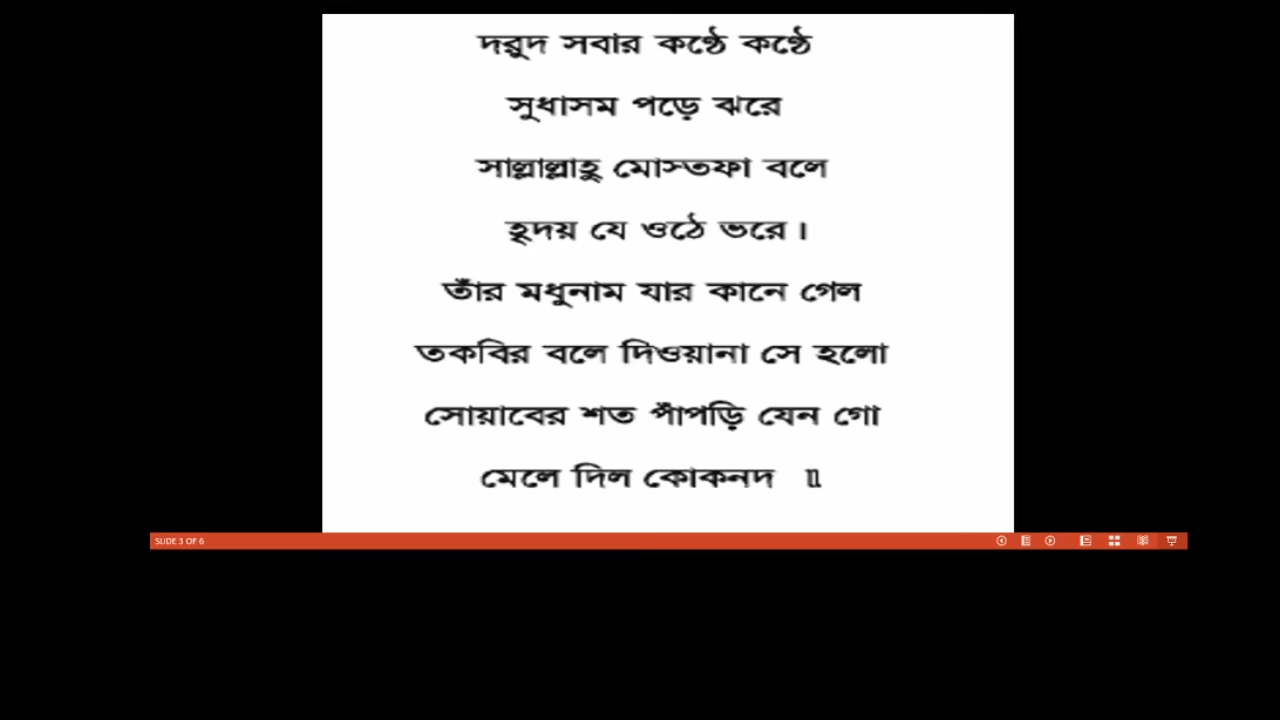 দরুদ সবার কণ্ঠে কণ্ঠে
সুধাসম পড়ে ঝরে
সাল্লাল্লাহু মোস্তফা বলে
হৃদয় যে ওঠে ভরে।
তাঁর মধুনাম যার কানে গেল
তকবির বলে দিওয়ানা সে হলো
সোয়াবের শত পাঁপড়ি যেন গো
মেলে দিল কোকনদ ॥
SLIDE 3 OF 6